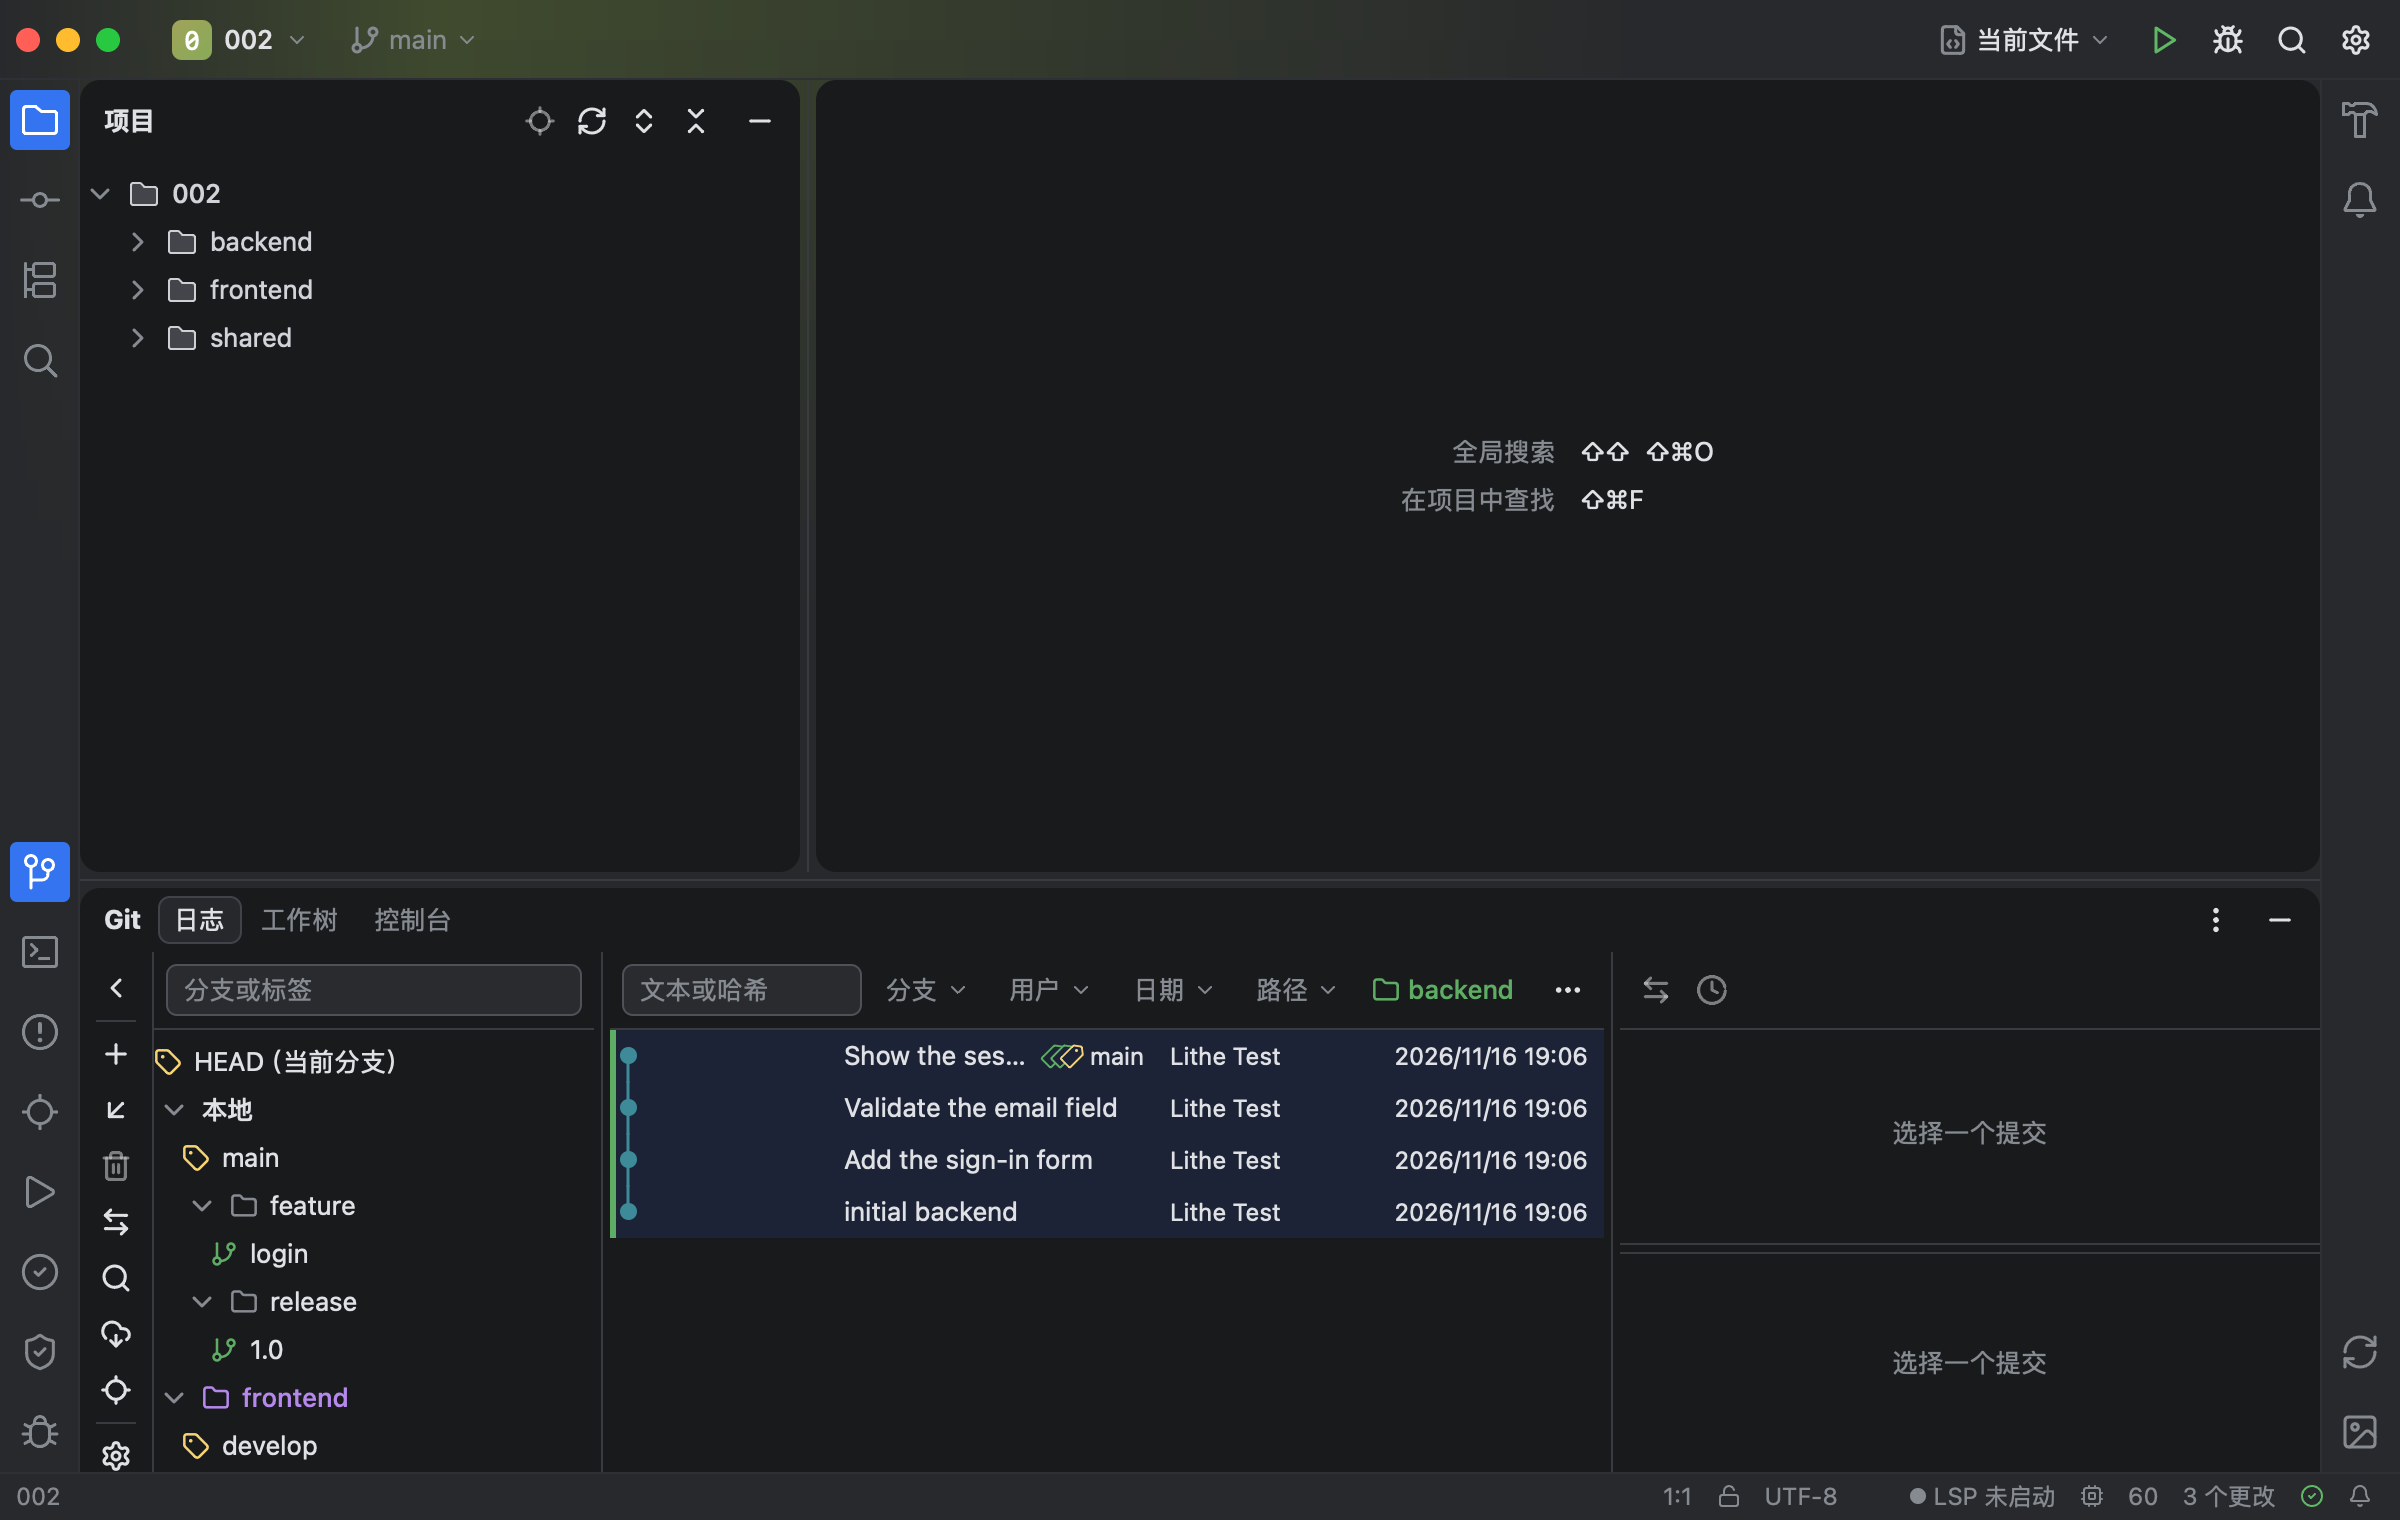 0 002 main 当前文件
项目
002
backend
frontend
shared
全局搜索 ⇧⇧ ⇧⌘O
在项目中查找 ⇧⌘F
Git 日志 工作树 控制台
分支或标签
HEAD (当前分支)
本地
main
feature
login
release
1.0
frontend
develop
文本或哈希 分支 用户 日期 路径 backend
Show the ses... main Lithe Test 2026/11/16 19:06
Validate the email field Lithe Test 2026/11/16 19:06
Add the sign-in form Lithe Test 2026/11/16 19:06
initial backend Lithe Test 2026/11/16 19:06
选择一个提交
选择一个提交
002 1:1 UTF-8 LSP 未启动 60 3 个更改